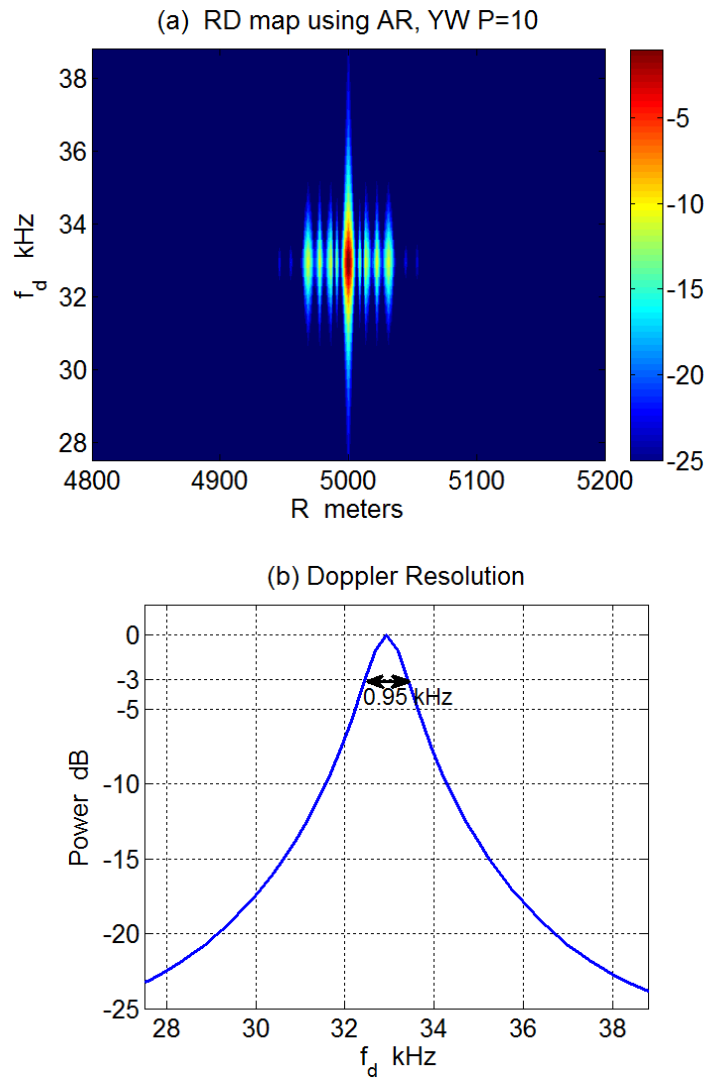 (a) RD map using AR, YW P=10
38
36
34
32
30
28
f_d kHz
4800 4900 5000 5100 5200
R meters
-5
-10
-15
-20
-25
(b) Doppler Resolution
0
-3
-5
-10
-15
-20
-25
Power dB
0.95 kHz
28 30 32 34 36 38
f_d kHz